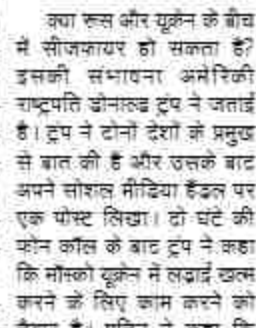 क्या रूस और यूक्रेन के बीच
में सीजफायर हो सकता है?
इसकी संभावना अमेरिकी
राष्ट्रपति डोनाल्ड ट्रंप ने जताई
है। ट्रंप ने दोनों देशों के प्रमुख
से बात की है और उसके बाद
अपने सोशल मीडिया हैंडल पर
एक पोस्ट लिखा। दो घंटे की
फोन कॉल के बाद ट्रंप ने कहा
कि मॉस्को यूक्रेन में लड़ाई खत्म
करने के लिए काम करने को